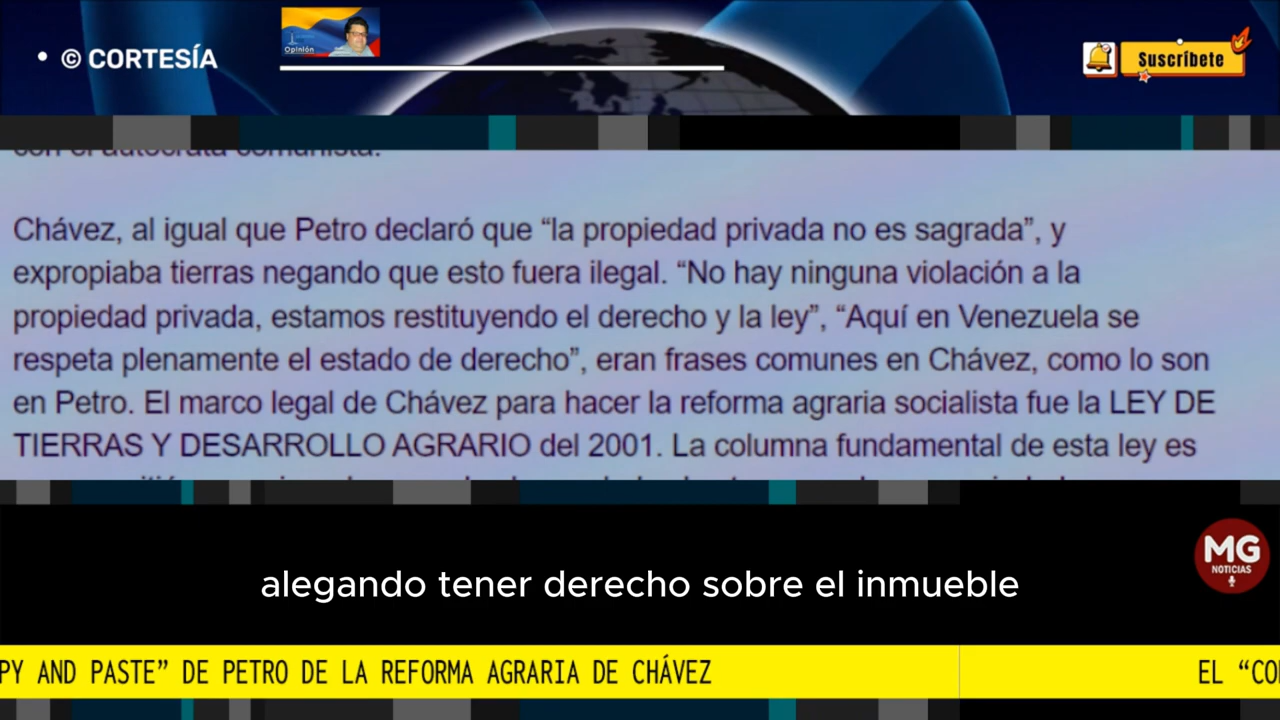 • © CORTESÍA
Opinión
Suscríbete
con el autócrata comunista.
Chávez, al igual que Petro declaró que “la propiedad privada no es sagrada”, y
expropiaba tierras negando que esto fuera ilegal. “No hay ninguna violación a la
propiedad privada, estamos restituyendo el derecho y la ley”, “Aquí en Venezuela se
respeta plenamente el estado de derecho”, eran frases comunes en Chávez, como lo son
en Petro. El marco legal de Chávez para hacer la reforma agraria socialista fue la LEY DE
TIERRAS Y DESARROLLO AGRARIO del 2001. La columna fundamental de esta ley es
alegando tener derecho sobre el inmueble
MG
NOTICIAS
PY AND PASTE” DE PETRO DE LA REFORMA AGRARIA DE CHÁVEZ
EL “CO